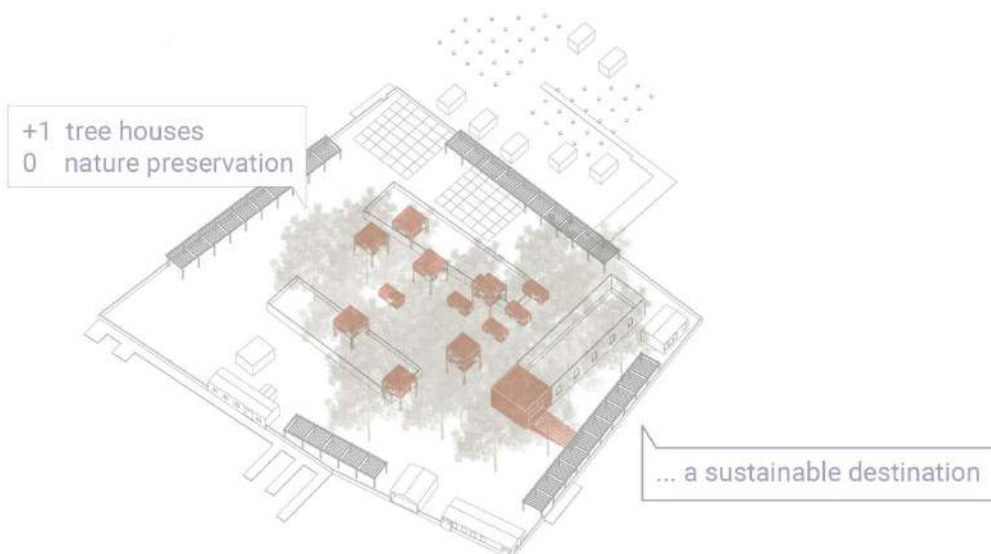 +1 tree houses
0 nature preservation
... a sustainable destination